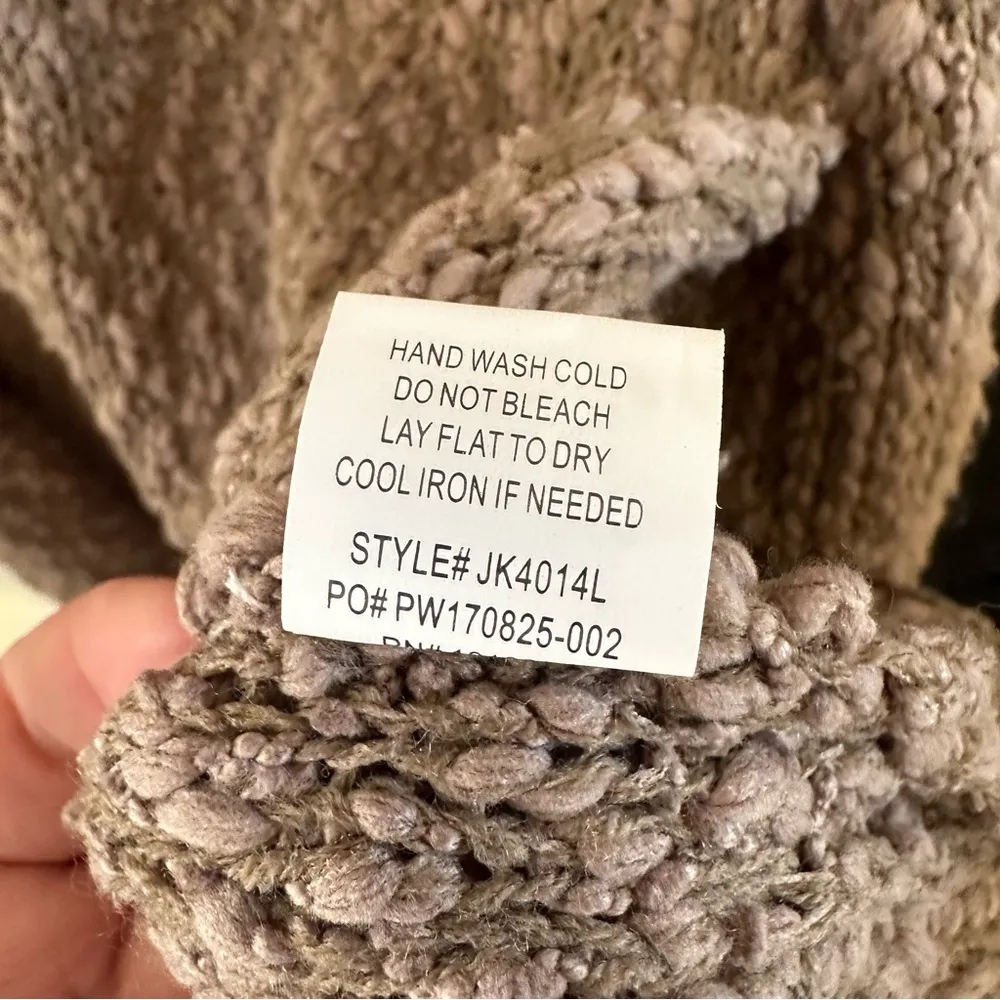 HAND WASH COLD
DO NOT BLEACH
LAY FLAT TO DRY
COOL IRON IF NEEDED
STYLE# JK4014L
PO# PW170825-002